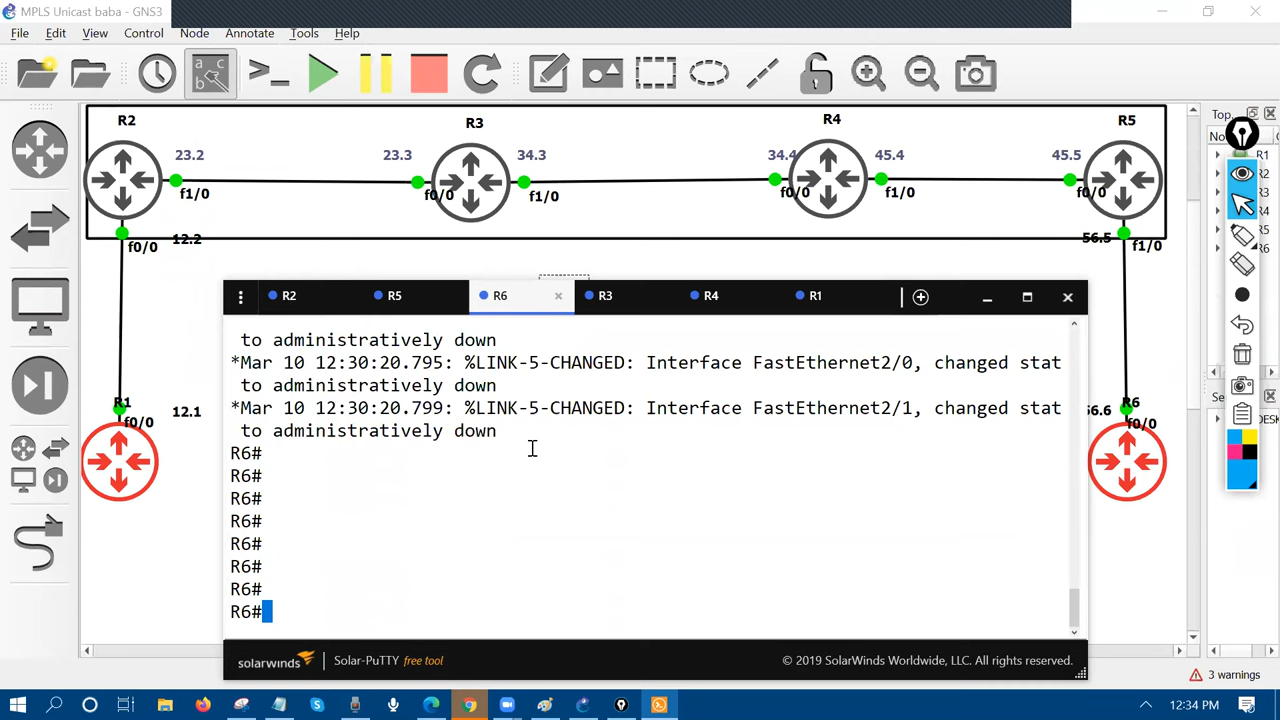 MPLS Unicast baba - GNS3
File Edit View Control Node Annotate Tools Help
R2 R3 R4 R5
23.2 23.3 34.3 34.4 45.4 45.5
f1/0 f0/0 f1/0 f0/0 f1/0 f0/0
12.2 f0/0 56.5 f1/0
R1 12.1 f0/0
56.6 R6 f0/0
Top..
No
R1
R2
R3
R4
R5
R6
Se
DESK
R2 R5 R6 R3 R4 R1
to administratively down
*Mar 10 12:30:20.795: %LINK-5-CHANGED: Interface FastEthernet2/0, changed stat
to administratively down
*Mar 10 12:30:20.799: %LINK-5-CHANGED: Interface FastEthernet2/1, changed stat
to administratively down
R6#
R6#
R6#
R6#
R6#
R6#
R6#
R6#
solarwinds Solar-PuTTY free tool © 2019 SolarWinds Worldwide, LLC. All rights reserved.
3 warnings
12:34 PM